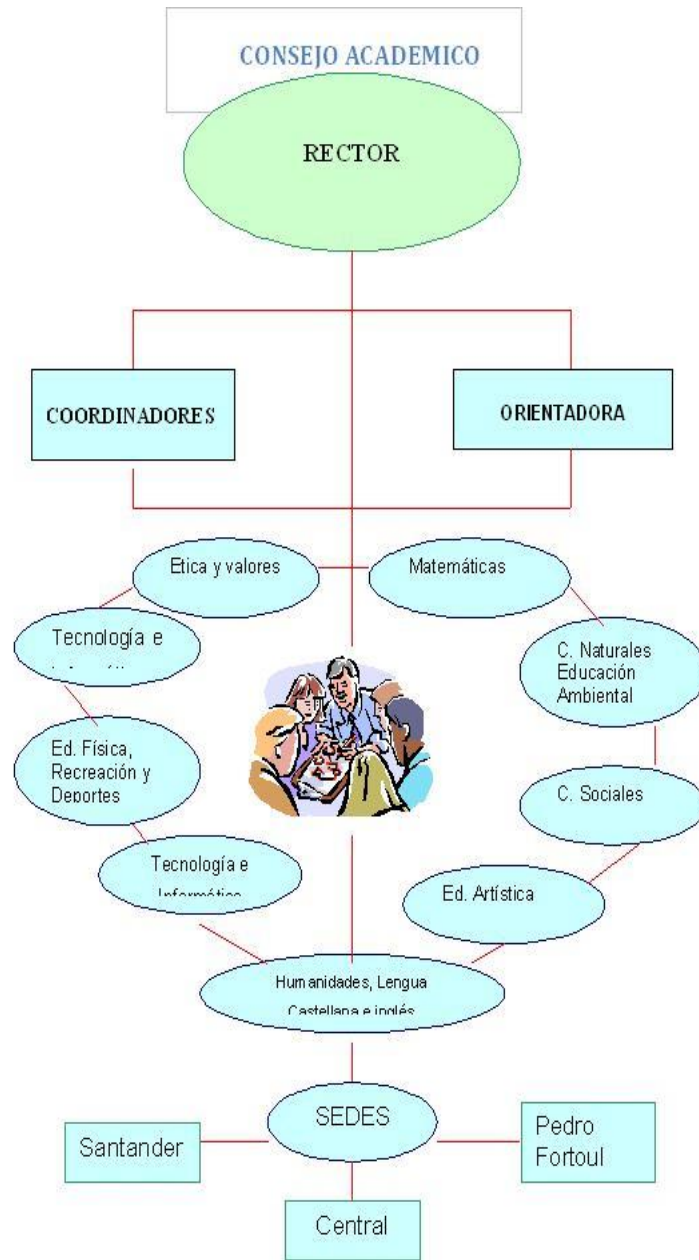 CONSEJO ACADEMICO
RECTOR
COORDINADORES
ORIENTADORA
Etica y valores
Matemáticas
Tecnología e
C. Naturales
Educación
Ambiental
Ed. Física,
Recreación y
Deportes
C. Sociales
Tecnología e
Informática
Ed. Artística
Humanidades, Lengua
Castellana e inglés
SEDES
Santander
Pedro
Fortoul
Central